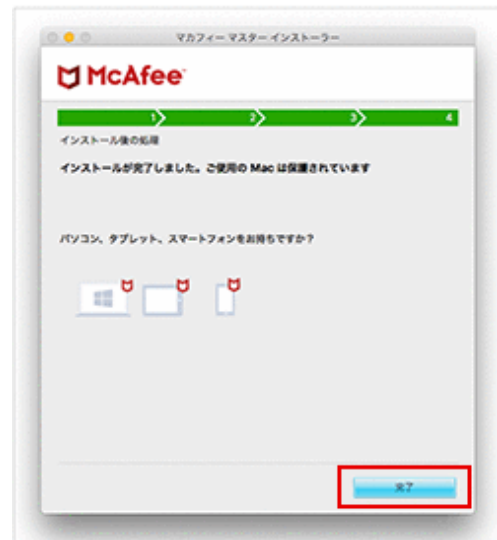 マカフィー マスター インストーラー
McAfee
1 2 3 4
インストール後の処理
インストールが完了しました。ご使用の Mac は保護されています
パソコン、タブレット、スマートフォンをお持ちですか?
完了